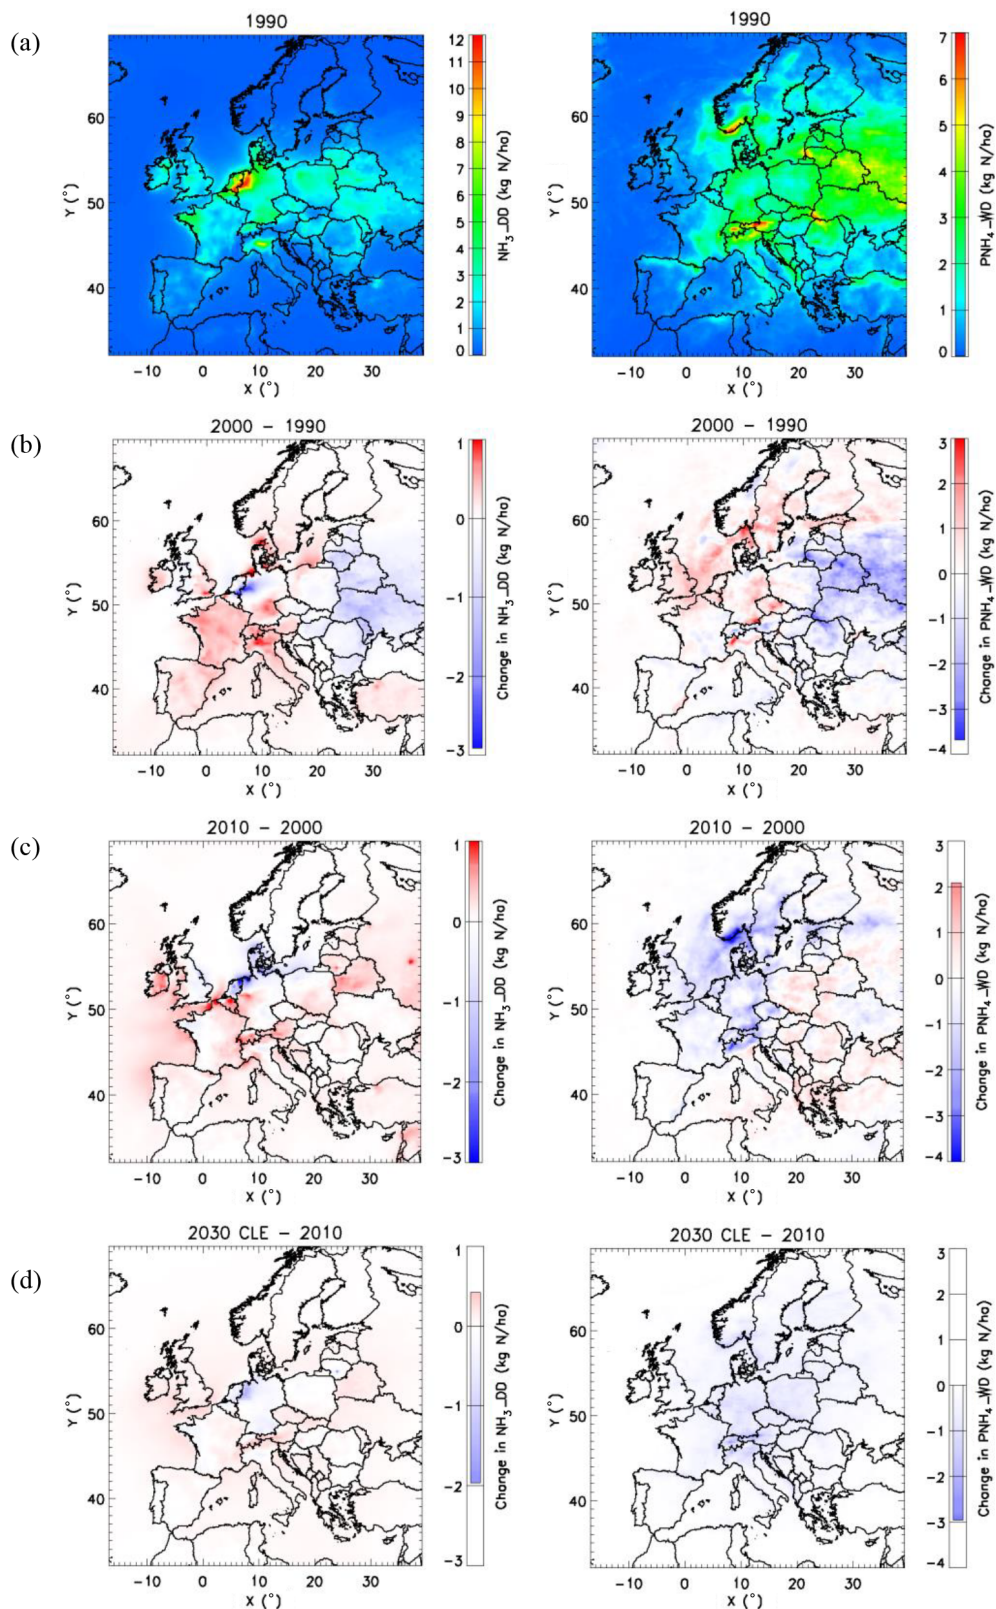 (a)
1990
60
50
40
Y (°)
-10 0 10 20 30
X (°)
12
11
10
9
8
7
6
5
4
3
2
1
0
NH3_DD (kg N/ha)
1990
60
50
40
Y (°)
-10 0 10 20 30
X (°)
7
6
5
4
3
2
1
0
PNH4_WD (kg N/ha)
(b)
2000 - 1990
60
50
40
Y (°)
-10 0 10 20 30
X (°)
1
0
-1
-2
-3
Change in NH3_DD (kg N/ha)
2000 - 1990
60
50
40
Y (°)
-10 0 10 20 30
X (°)
3
2
1
0
-1
-2
-3
-4
Change in PNH4_WD (kg N/ha)
(c)
2010 - 2000
60
50
40
Y (°)
-10 0 10 20 30
X (°)
1
0
-1
-2
-3
Change in NH3_DD (kg N/ha)
2010 - 2000
60
50
40
Y (°)
-10 0 10 20 30
X (°)
3
2
1
0
-1
-2
-3
-4
Change in PNH4_WD (kg N/ha)
(d)
2030 CLE - 2010
60
50
40
Y (°)
-10 0 10 20 30
X (°)
1
0
-1
-2
-3
Change in NH3_DD (kg N/ha)
2030 CLE - 2010
60
50
40
Y (°)
-10 0 10 20 30
X (°)
3
2
1
0
-1
-2
-3
-4
Change in PNH4_WD (kg N/ha)